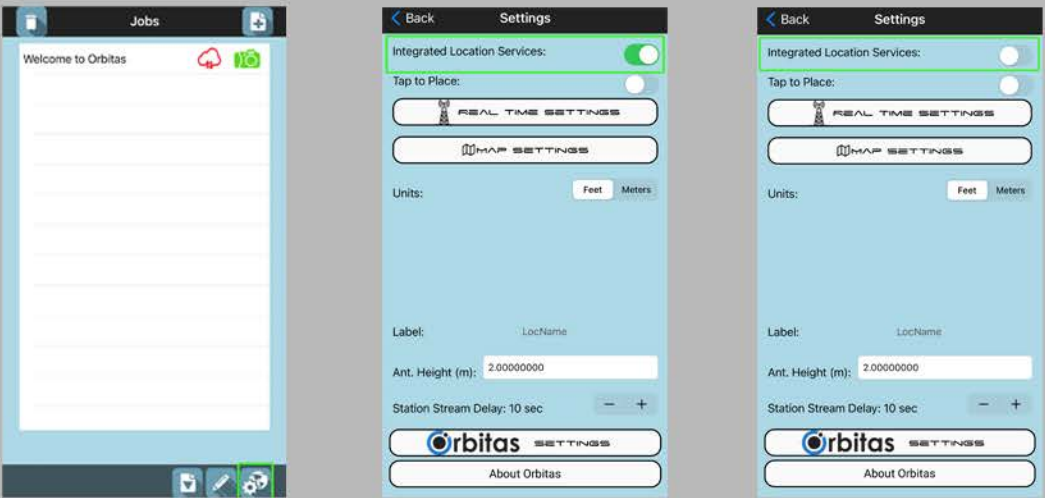 Jobs
Welcome to Orbitas
Back Settings
Integrated Location Services:
Tap to Place:
REAL TIME SETTINGS
MAP SETTINGS
Units: Feet Meters
Label: LocName
Ant. Height (m): 2.00000000
Station Stream Delay: 10 sec − +
Orbitas SETTINGS
About Orbitas
Back Settings
Integrated Location Services:
Tap to Place:
REAL TIME SETTINGS
MAP SETTINGS
Units: Feet Meters
Label: LocName
Ant. Height (m): 2.00000000
Station Stream Delay: 10 sec − +
Orbitas SETTINGS
About Orbitas